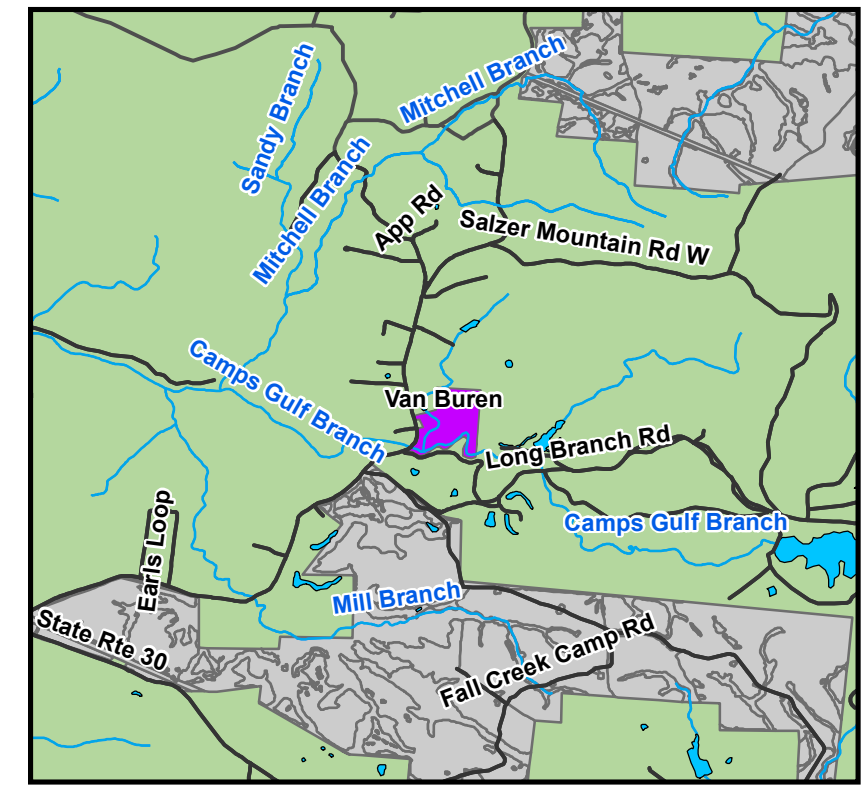 Mitchell Branch
Sandy Branch
Mitchell Branch
App Rd
Salzer Mountain Rd W
Camps Gulf Branch
Van Buren
Long Branch Rd
Camps Gulf Branch
Earls Loop
Mill Branch
State Rte 30
Fall Creek Camp Rd